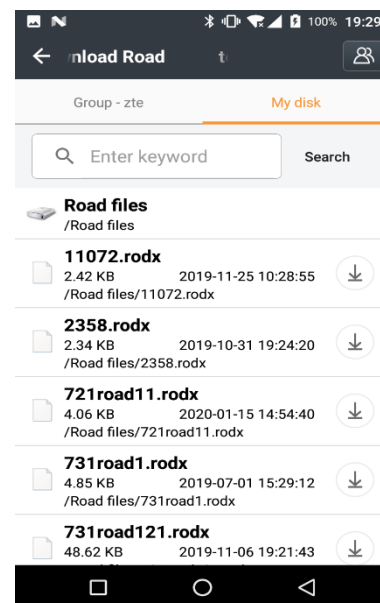 100% 19:29
Road
Group - zte My disk
Enter keyword Search
Road files
/Road files
11072.rodx
2.42 KB 2019-11-25 10:28:55
/Road files/11072.rodx
2358.rodx
2.34 KB 2019-10-31 19:24:20
/Road files/2358.rodx
721road11.rodx
4.06 KB 2020-01-15 14:54:40
/Road files/721road11.rodx
731road1.rodx
4.85 KB 2019-07-01 15:29:12
/Road files/731road1.rodx
731road121.rodx
48.62 KB 2019-11-06 19:21:43